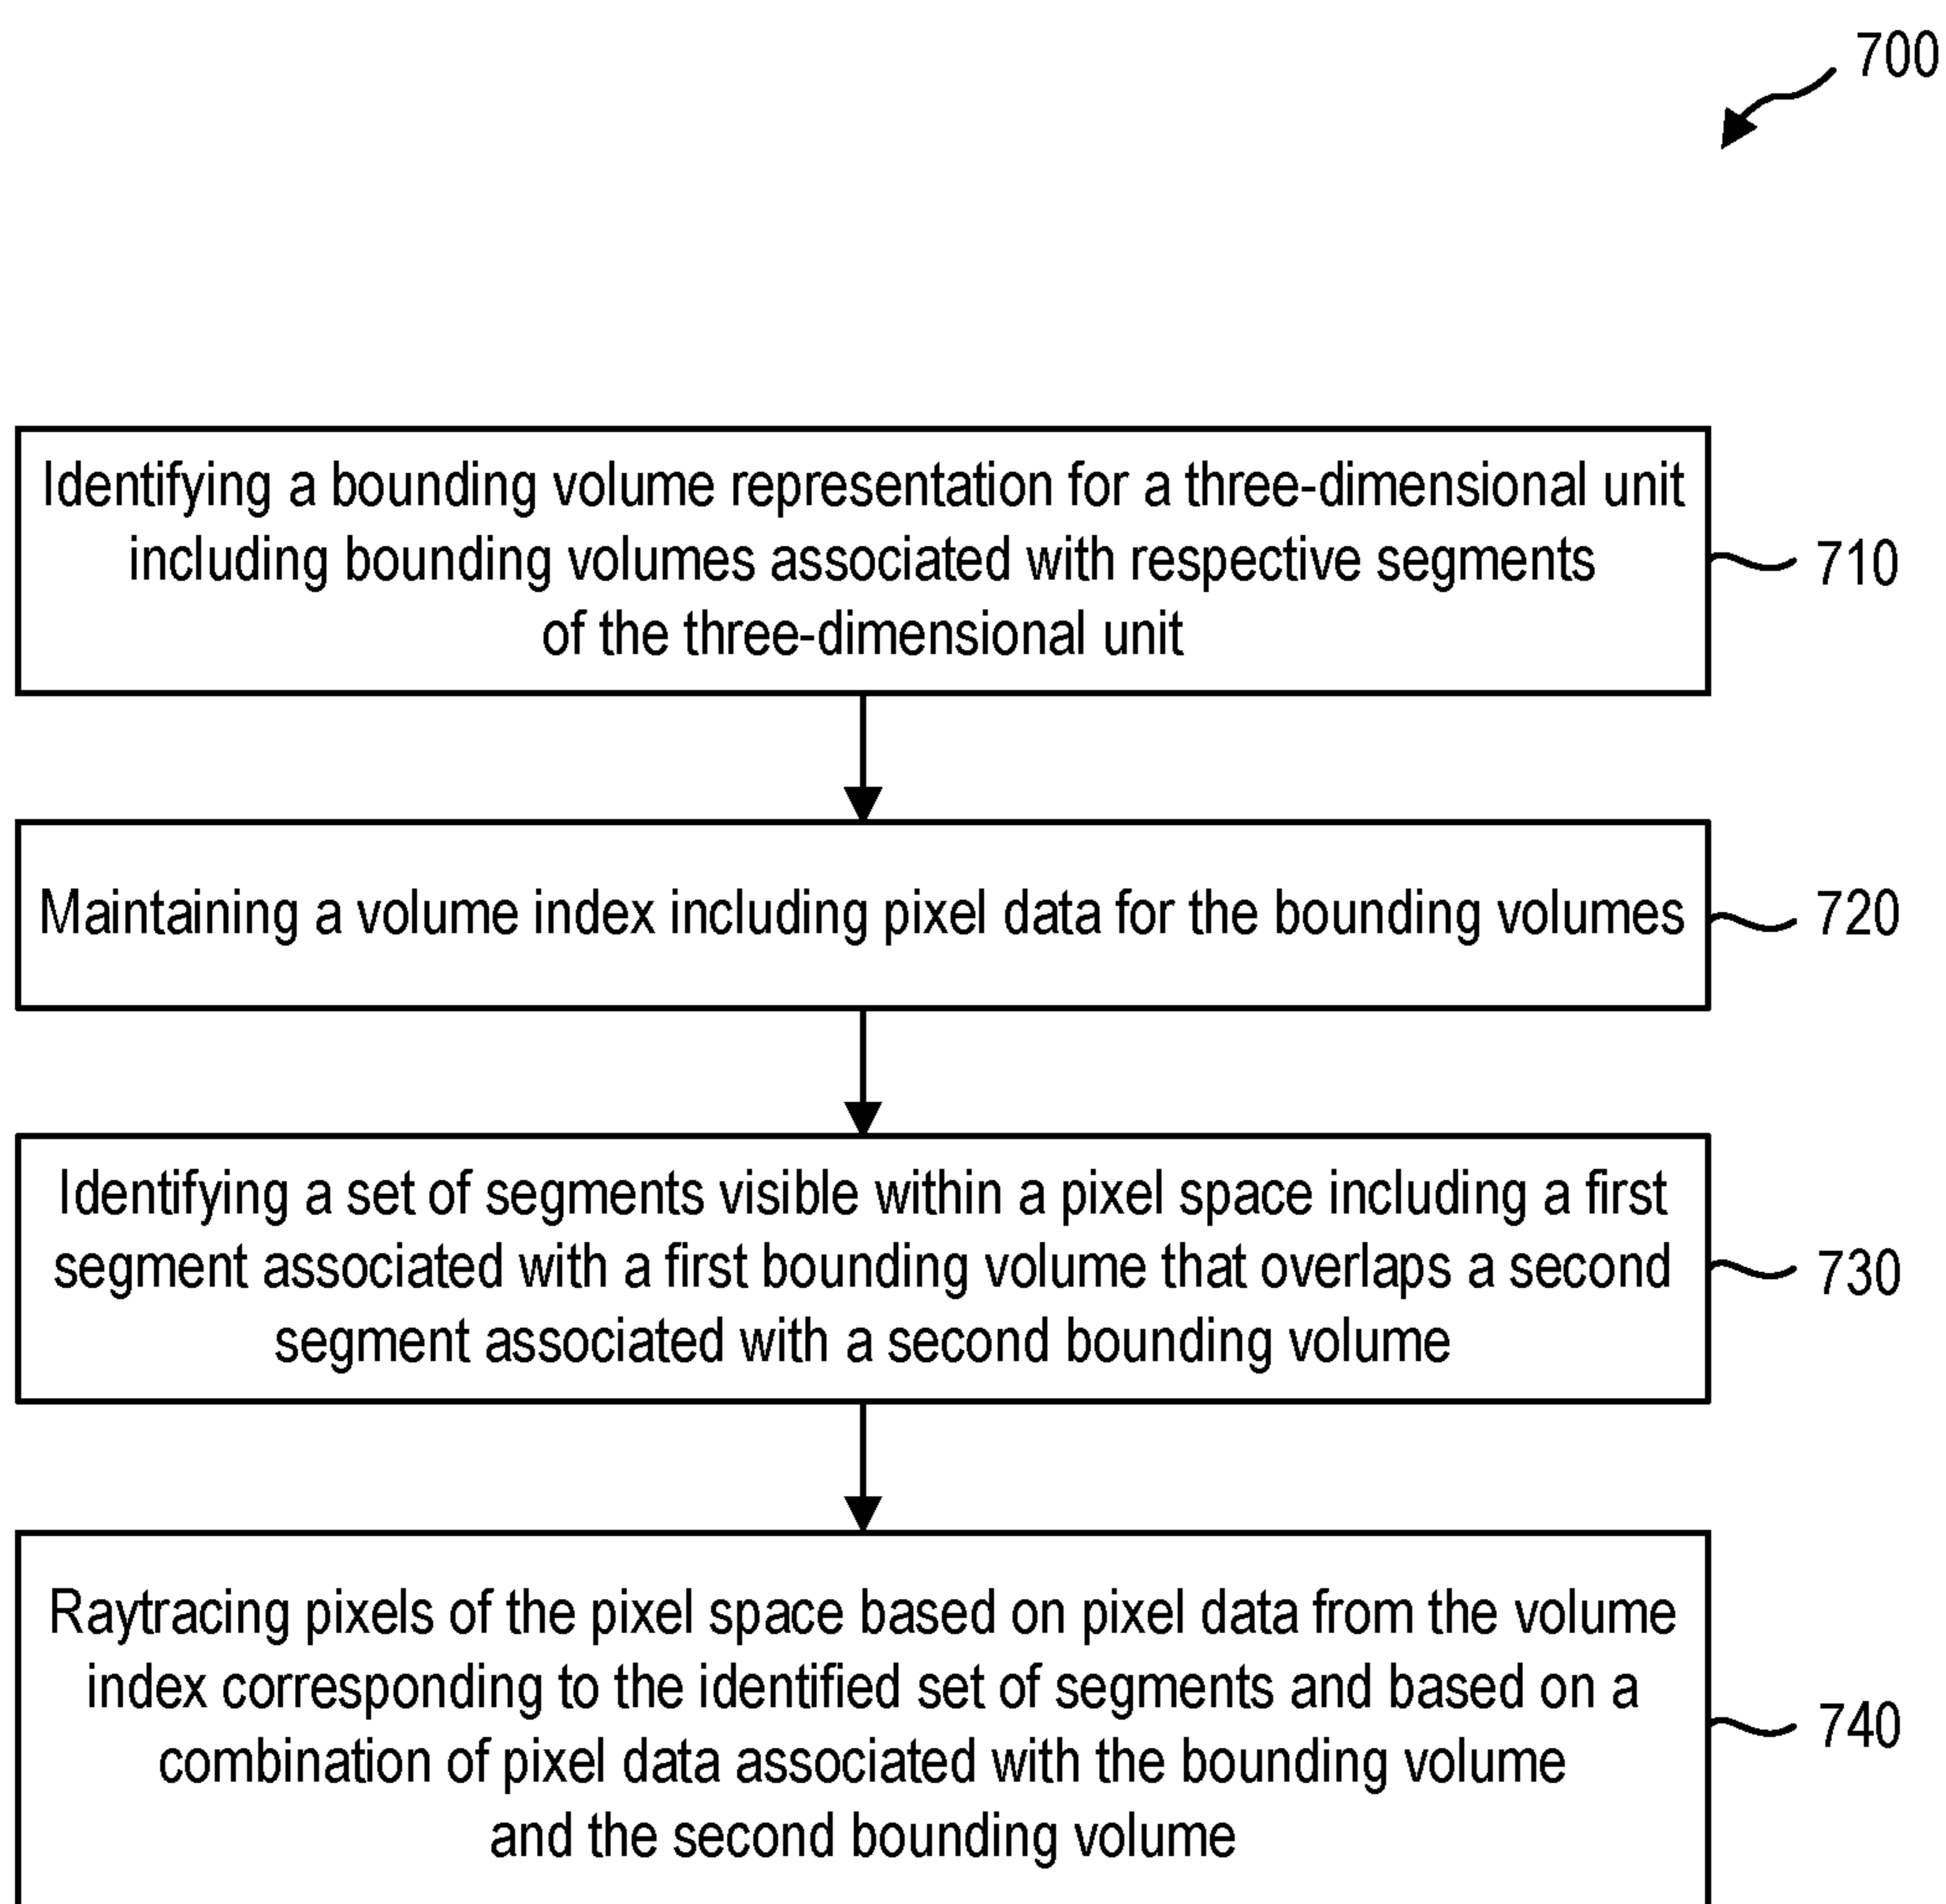 700
Identifying a bounding volume representation for a three-dimensional unit
including bounding volumes associated with respective segments
of the three-dimensional unit
710
Maintaining a volume index including pixel data for the bounding volumes
720
Identifying a set of segments visible within a pixel space including a first
segment associated with a first bounding volume that overlaps a second
segment associated with a second bounding volume
730
Raytracing pixels of the pixel space based on pixel data from the volume
index corresponding to the identified set of segments and based on a
combination of pixel data associated with the bounding volume
and the second bounding volume
740